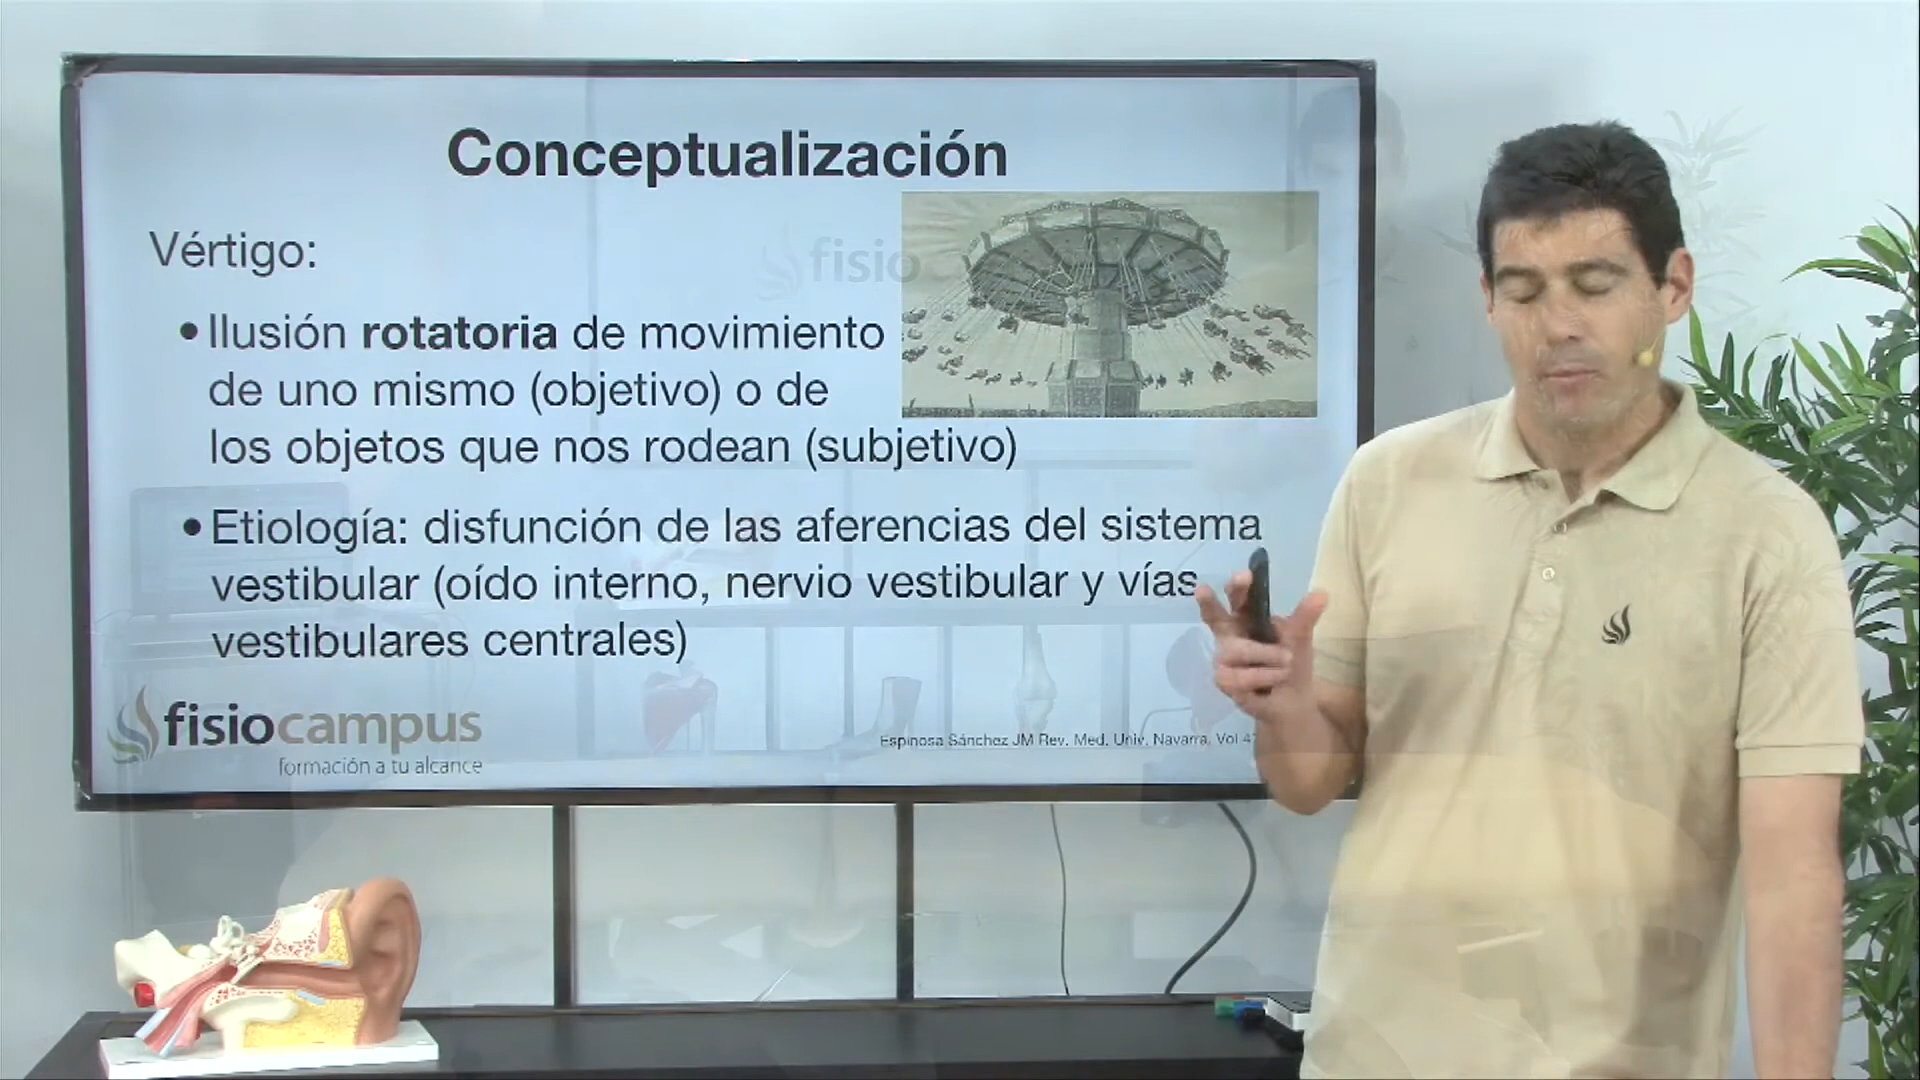 Conceptualización
Vértigo:
• Ilusión rotatoria de movimiento
de uno mismo (objetivo) o de
los objetos que nos rodean (subjetivo)
• Etiología: disfunción de las aferencias del sistema
vestibular (oído interno, nervio vestibular y vías
vestibulares centrales)
fisiocampus
formación a tu alcance
Espinosa Sánchez JM Rev. Med. Univ. Navarra. Vol